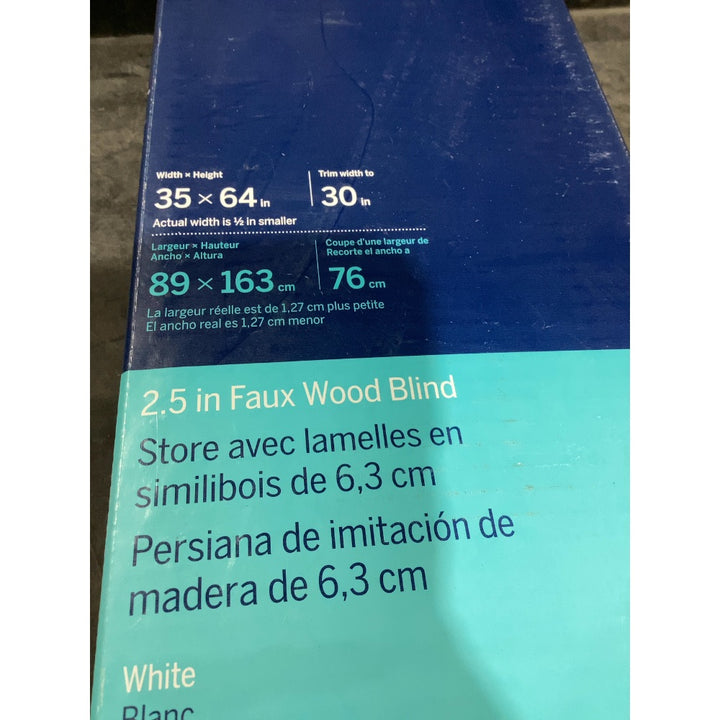 Width × Height
35 × 64 in
Trim width to
30 in
Actual width is ½ in smaller
Largeur × Hauteur
Ancho × Altura
89 × 163 cm
Coupe d'une largeur de
Recorte el ancho a
76 cm
La largeur réelle est de 1,27 cm plus petite
El ancho real es 1,27 cm menor
2.5 in Faux Wood Blind
Store avec lamelles en
similibois de 6,3 cm
Persiana de imitación de
madera de 6,3 cm
White
Blanc